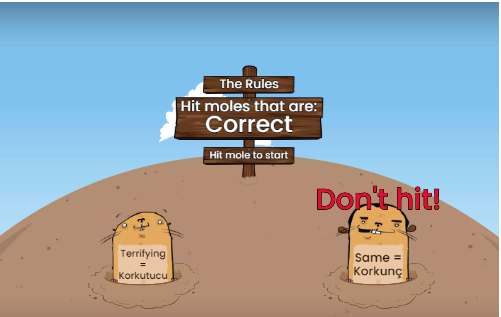 The Rules
Hit moles that are:
Correct
Hit mole to start
Don't hit!
Terrifying
=
Korkutucu
Same =
Korkunç